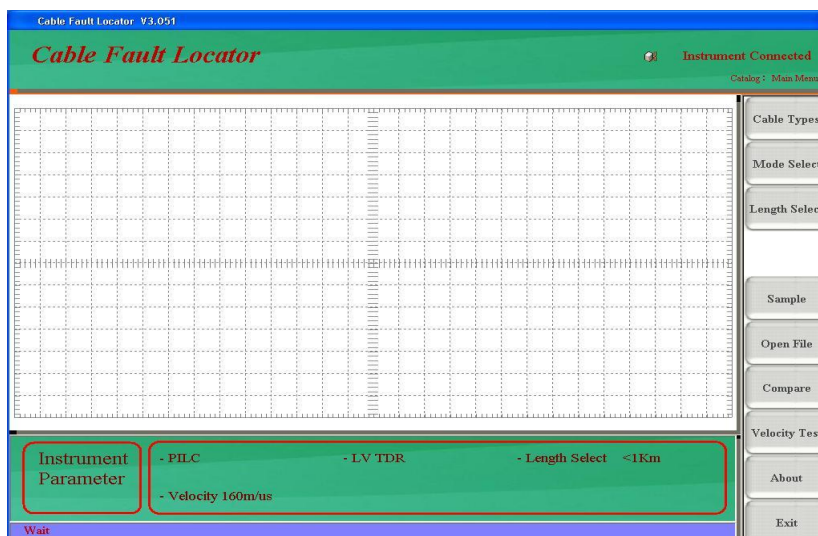 Cable Fault Locator V3.051
Cable Fault Locator
Instrument Connected
Catalog : Main Menu
Cable Types
Mode Select
Length Selec
Sample
Open File
Compare
Velocity Tes
About
Exit
Instrument
Parameter
- PILC - LV TDR - Length Select <1Km
- Velocity 160m/us
Wait